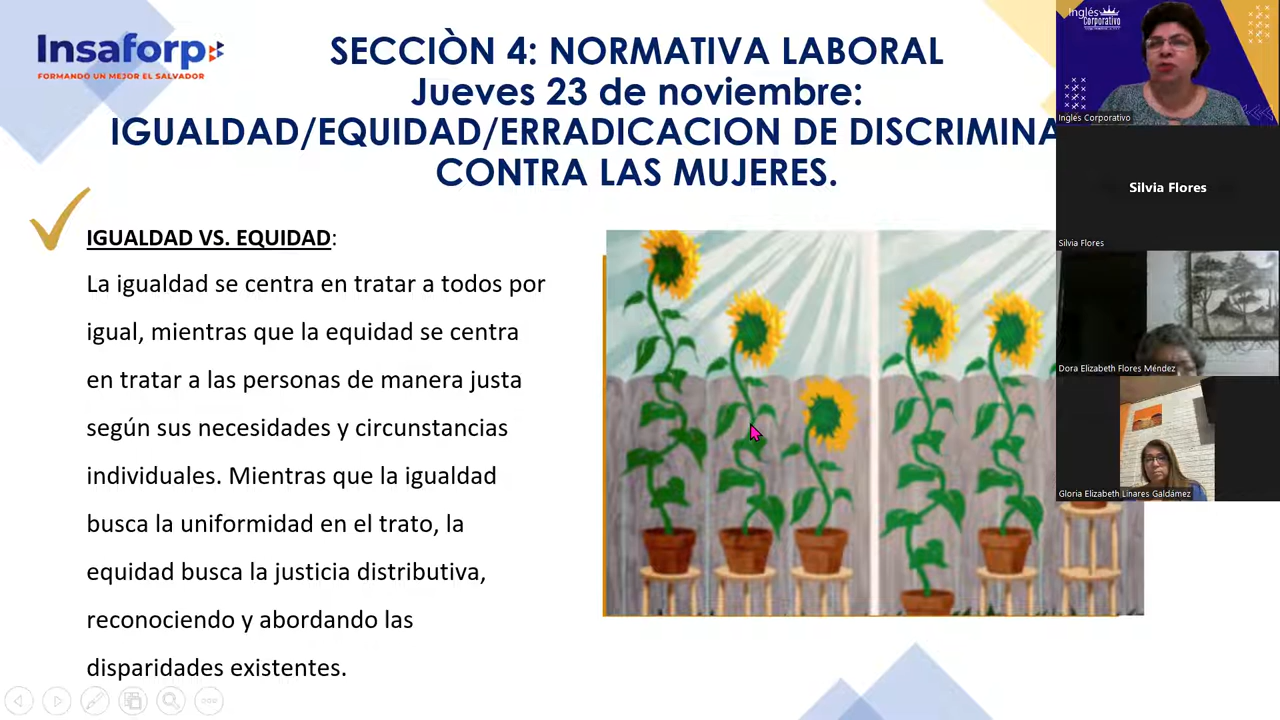 Insaforp
FORMANDO UN MEJOR EL SALVADOR
SECCIÒN 4: NORMATIVA LABORAL
Jueves 23 de noviembre:
IGUALDAD/EQUIDAD/ERRADICACION DE DISCRIMINA
CONTRA LAS MUJERES.
IGUALDAD VS. EQUIDAD:
La igualdad se centra en tratar a todos por
igual, mientras que la equidad se centra
en tratar a las personas de manera justa
según sus necesidades y circunstancias
individuales. Mientras que la igualdad
busca la uniformidad en el trato, la
equidad busca la justicia distributiva,
reconociendo y abordando las
disparidades existentes.
Inglés
Corporativo
Inglés Corporativo
Silvia Flores
Silvia Flores
Dora Elizabeth Flores Méndez
Gloria Elizabeth Linares Galdámez